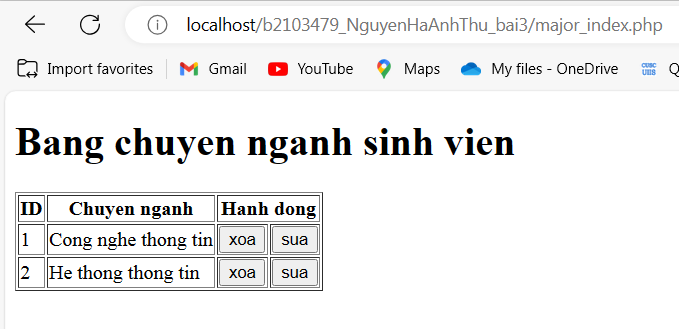 localhost/b2103479_NguyenHaAnhThu_bai3/major_index.php
Import favorites Gmail YouTube Maps My files - OneDrive CUSC Q
Bang chuyen nganh sinh vien
ID Chuyen nganh Hanh dong
1 Cong nghe thong tin xoa sua
2 He thong thong tin xoa sua